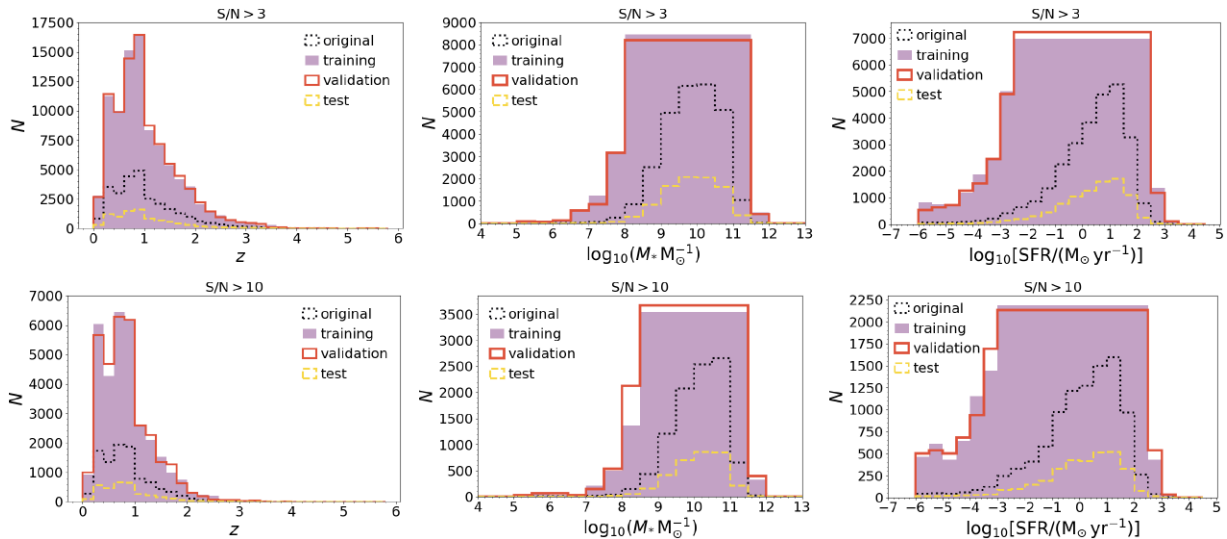 S/N > 3
17500
15000
12500
10000
7500
5000
2500
0
N
original
training
validation
test
0 1 2 3 4 5 6
z
S/N > 3
9000
8000
7000
6000
5000
4000
3000
2000
1000
0
N
original
training
validation
test
4 5 6 7 8 9 10 11 12 13
log₁₀(M* M⊙⁻¹)
S/N > 3
7000
6000
5000
4000
3000
2000
1000
0
N
original
training
validation
test
−7 −6 −5 −4 −3 −2 −1 0 1 2 3 4 5
log₁₀[SFR/(M⊙ yr⁻¹)]
S/N > 10
7000
6000
5000
4000
3000
2000
1000
0
N
original
training
validation
test
0 1 2 3 4 5 6
z
S/N > 10
3500
3000
2500
2000
1500
1000
500
0
N
original
training
validation
test
4 5 6 7 8 9 10 11 12 13
log₁₀(M* M⊙⁻¹)
S/N > 10
2250
2000
1750
1500
1250
1000
750
500
250
0
N
original
training
validation
test
−7 −6 −5 −4 −3 −2 −1 0 1 2 3 4 5
log₁₀[SFR/(M⊙ yr⁻¹)]